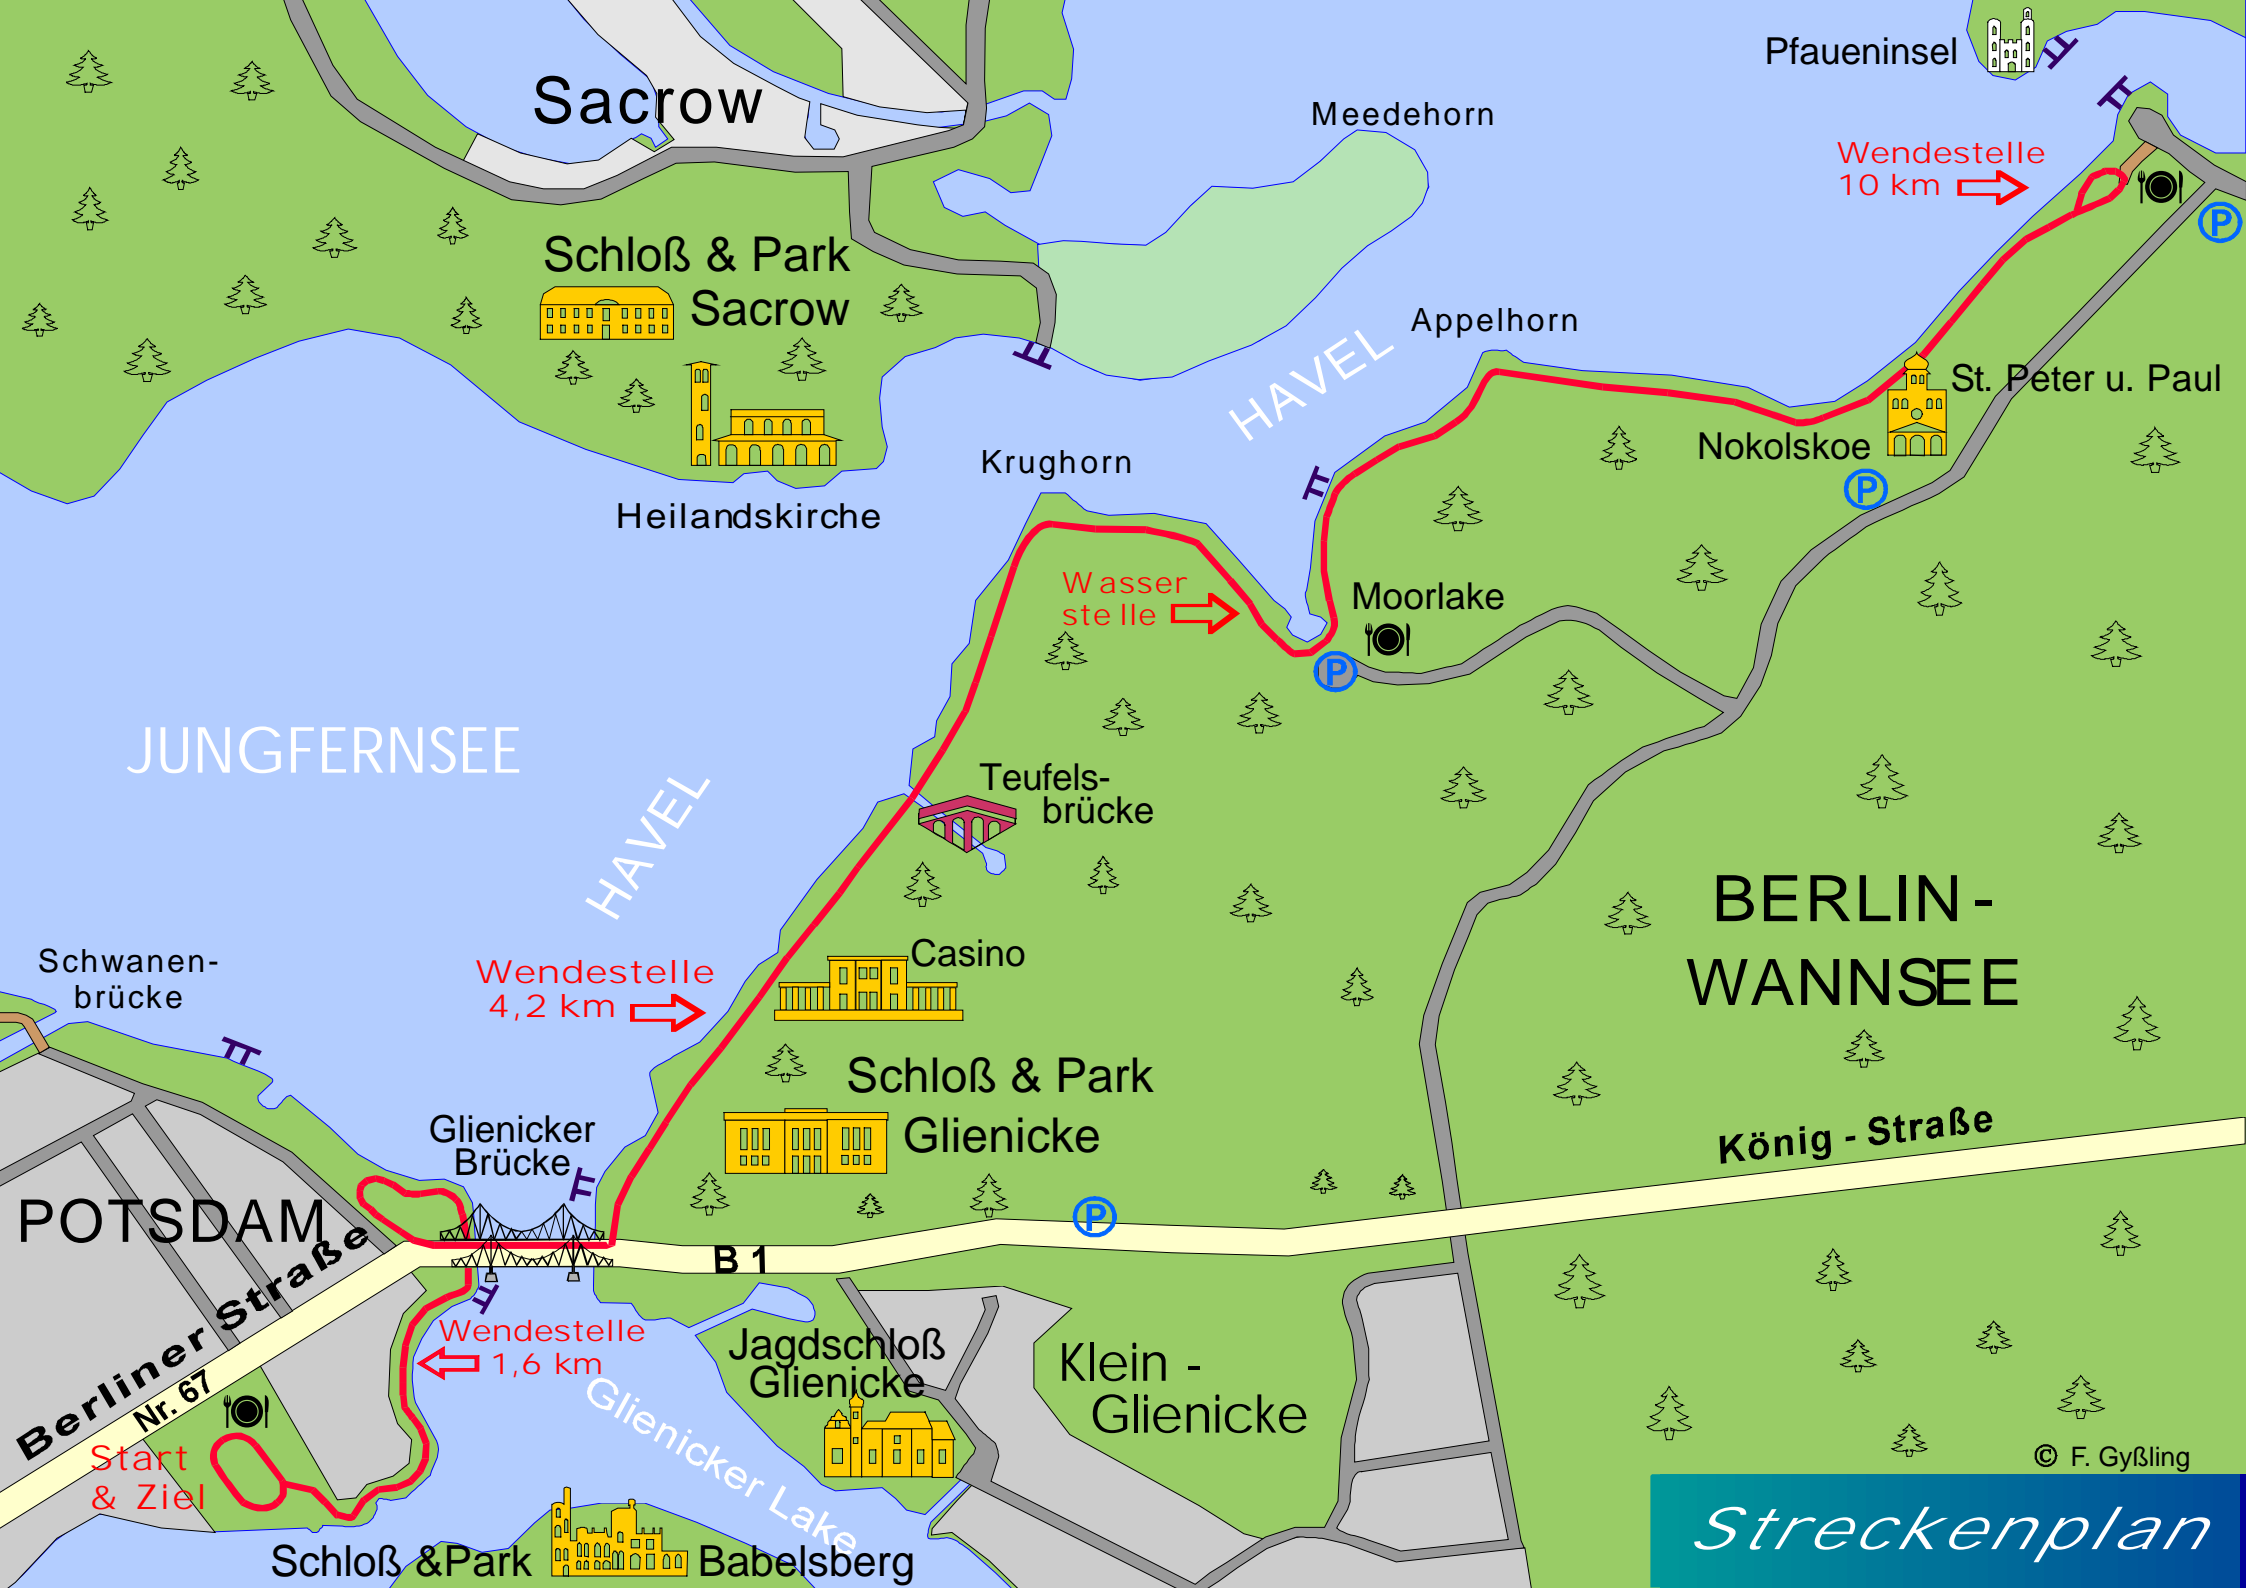 Pfaueninsel
Sacrow
Meedehorn
Wendestelle
10 km
P
Schloß & Park
Sacrow
HAVEL
Appelhorn
St. Peter u. Paul
Nokolskoe
P
Krughorn
Heilandskirche
Wasser
stelle
Moorlake
P
JUNGFERNSEE
HAVEL
Teufels-
brücke
BERLIN-
WANNSEE
Schwanen-
brücke
Wendestelle
4,2 km
Casino
Schloß & Park
Glienicke
Glienicker
Brücke
König - Straße
POTSDAM
P
B 1
Berliner Straße
Nr. 67
Wendestelle
1,6 km
Jagdschloß
Glienicke
Klein -
Glienicke
Glienicker Lake
Start
& Ziel
© F. Gyßling
Schloß &Park
Babelsberg
Streckenplan